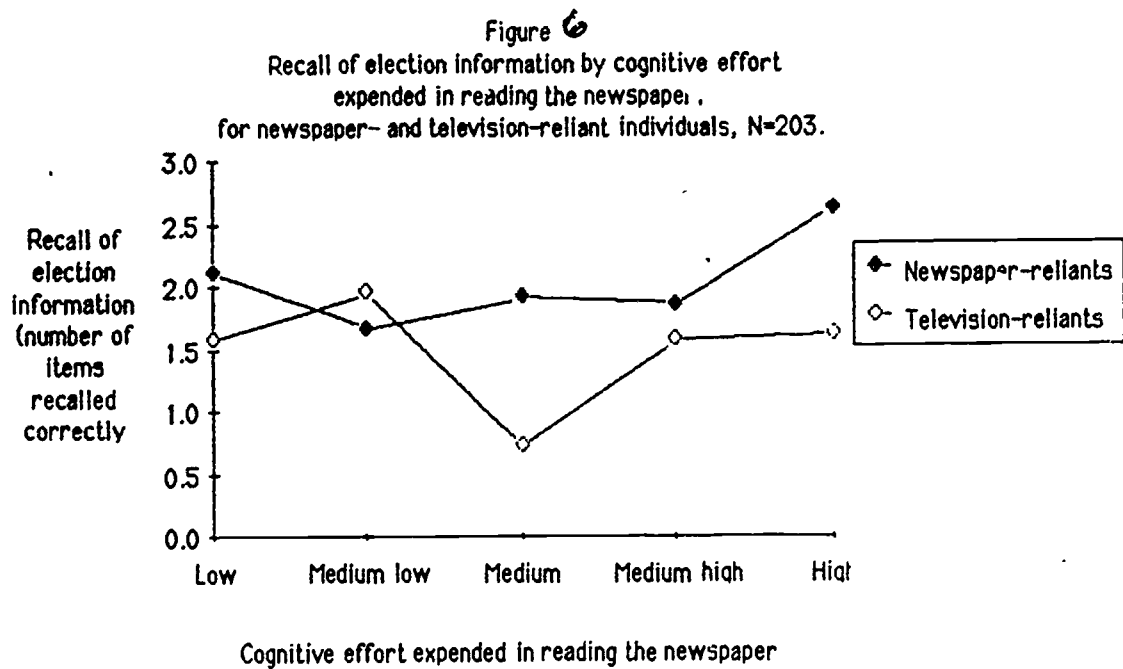 Figure 6
Recall of election information by cognitive effort
expended in reading the newspaper.
for newspaper- and television-reliant individuals, N=203.
3.0
2.5
2.0
1.5
1.0
0.5
0.0
Recall of
election
information
(number of
items
recalled
correctly
Newspaper-reliants
Television-reliants
Low Medium low Medium Medium high High
Cognitive effort expended in reading the newspaper